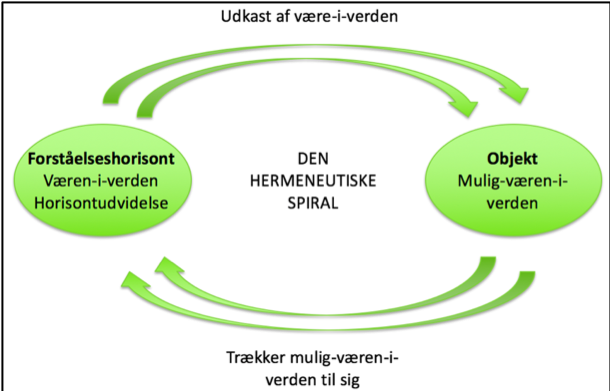 Udkast af være-i-verden
Forståelseshorisont
Væren-i-verden
Horisontudvidelse
DEN
HERMENEUTISKE
SPIRAL
Objekt
Mulig-væren-i-
verden
Trækker mulig-væren-i-
verden til sig